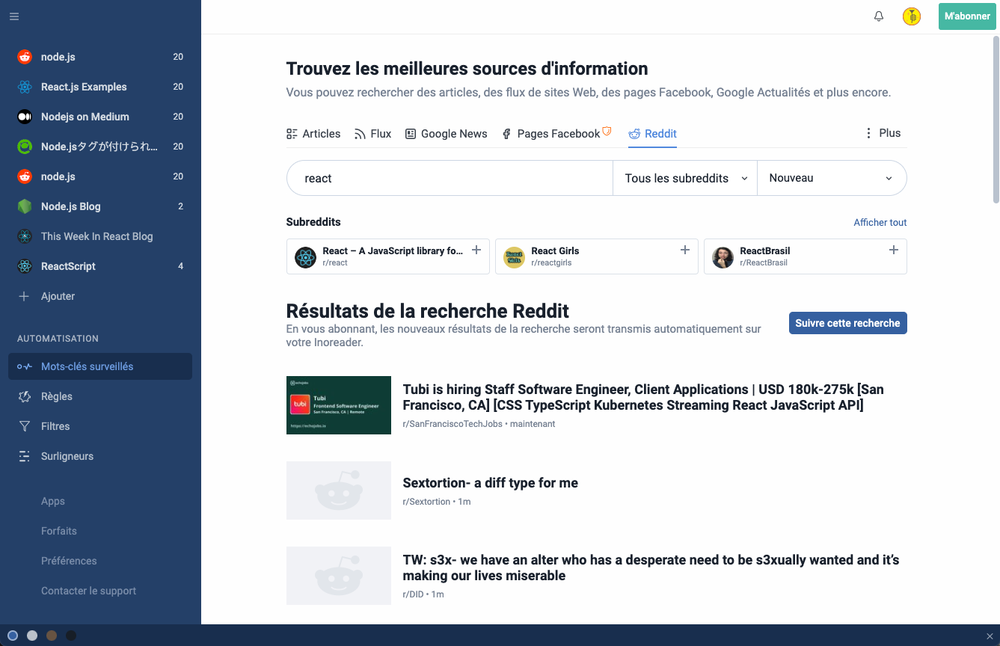 M'abonner
node.js 20
React.js Examples 20
Nodejs on Medium 20
Node.jsタグが付けられ... 20
node.js 20
Node.js Blog 2
This Week In React Blog
ReactScript 4
Ajouter
AUTOMATISATION
Mots-clés surveillés
Règles
Filtres
Surligneurs
Apps
Forfaits
Préférences
Contacter le support
Trouvez les meilleures sources d'information
Vous pouvez rechercher des articles, des flux de sites Web, des pages Facebook, Google Actualités et plus encore.
Articles Flux Google News Pages Facebook Reddit Plus
react Tous les subreddits Nouveau
Subreddits Afficher tout
React – A JavaScript library fo...
r/react
React Girls
r/reactgirls
ReactBrasil
r/ReactBrasil
Résultats de la recherche Reddit
En vous abonnant, les nouveaux résultats de la recherche seront transmis automatiquement sur
votre Inoreader.
Suivre cette recherche
echojobs
tubi
Tubi
Frontend Software Engineer
San Francisco, CA | Remote
https://echojobs.io
Tubi is hiring Staff Software Engineer, Client Applications | USD 180k-275k [San
Francisco, CA] [CSS TypeScript Kubernetes Streaming React JavaScript API]
r/SanFranciscoTechJobs • maintenant
Sextortion- a diff type for me
r/Sextortion • 1m
TW: s3x- we have an alter who has a desperate need to be s3xually wanted and it’s
making our lives miserable
r/DID • 1m